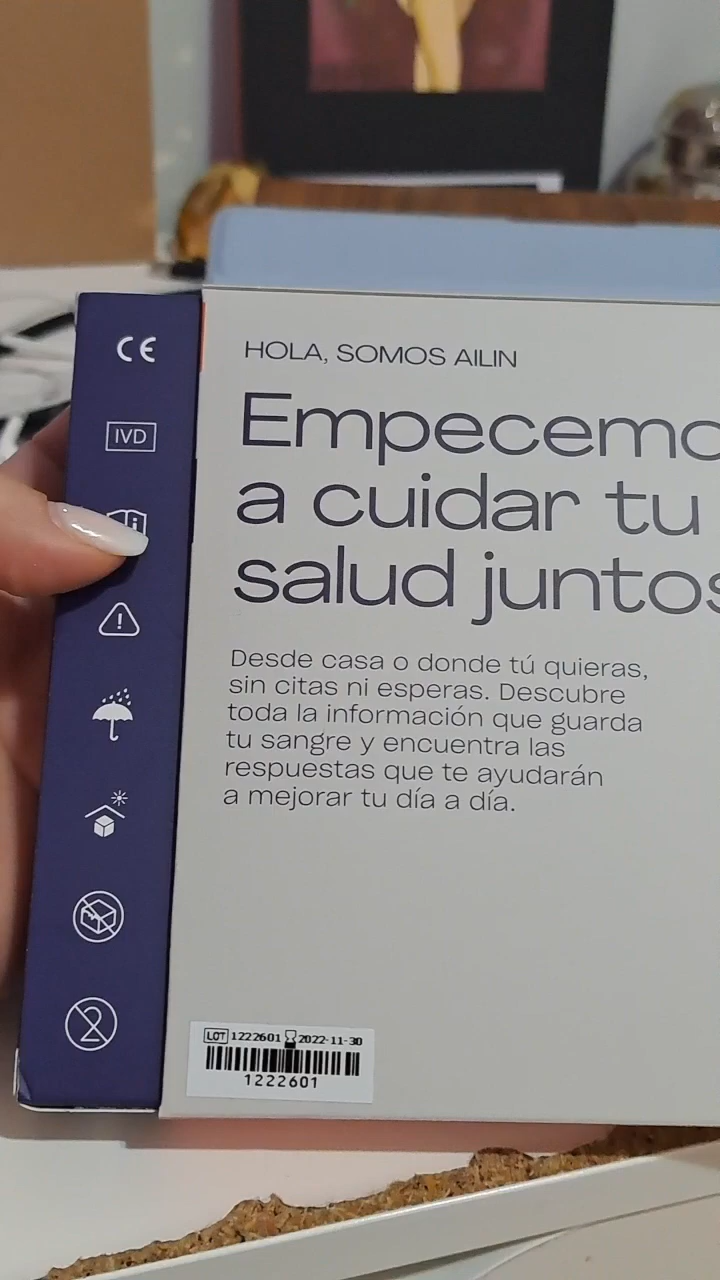 CE
IVD
HOLA, SOMOS AILIN
a cuidar tu
salud
Desde casa o donde tú quieras,
sin citas ni esperas. Descubre
toda la información que guarda
tu sangre y encuentra las
respuestas que te ayudarán
a mejorar tu día a día.
2
LOT 1222601 2022-11-30
1222601